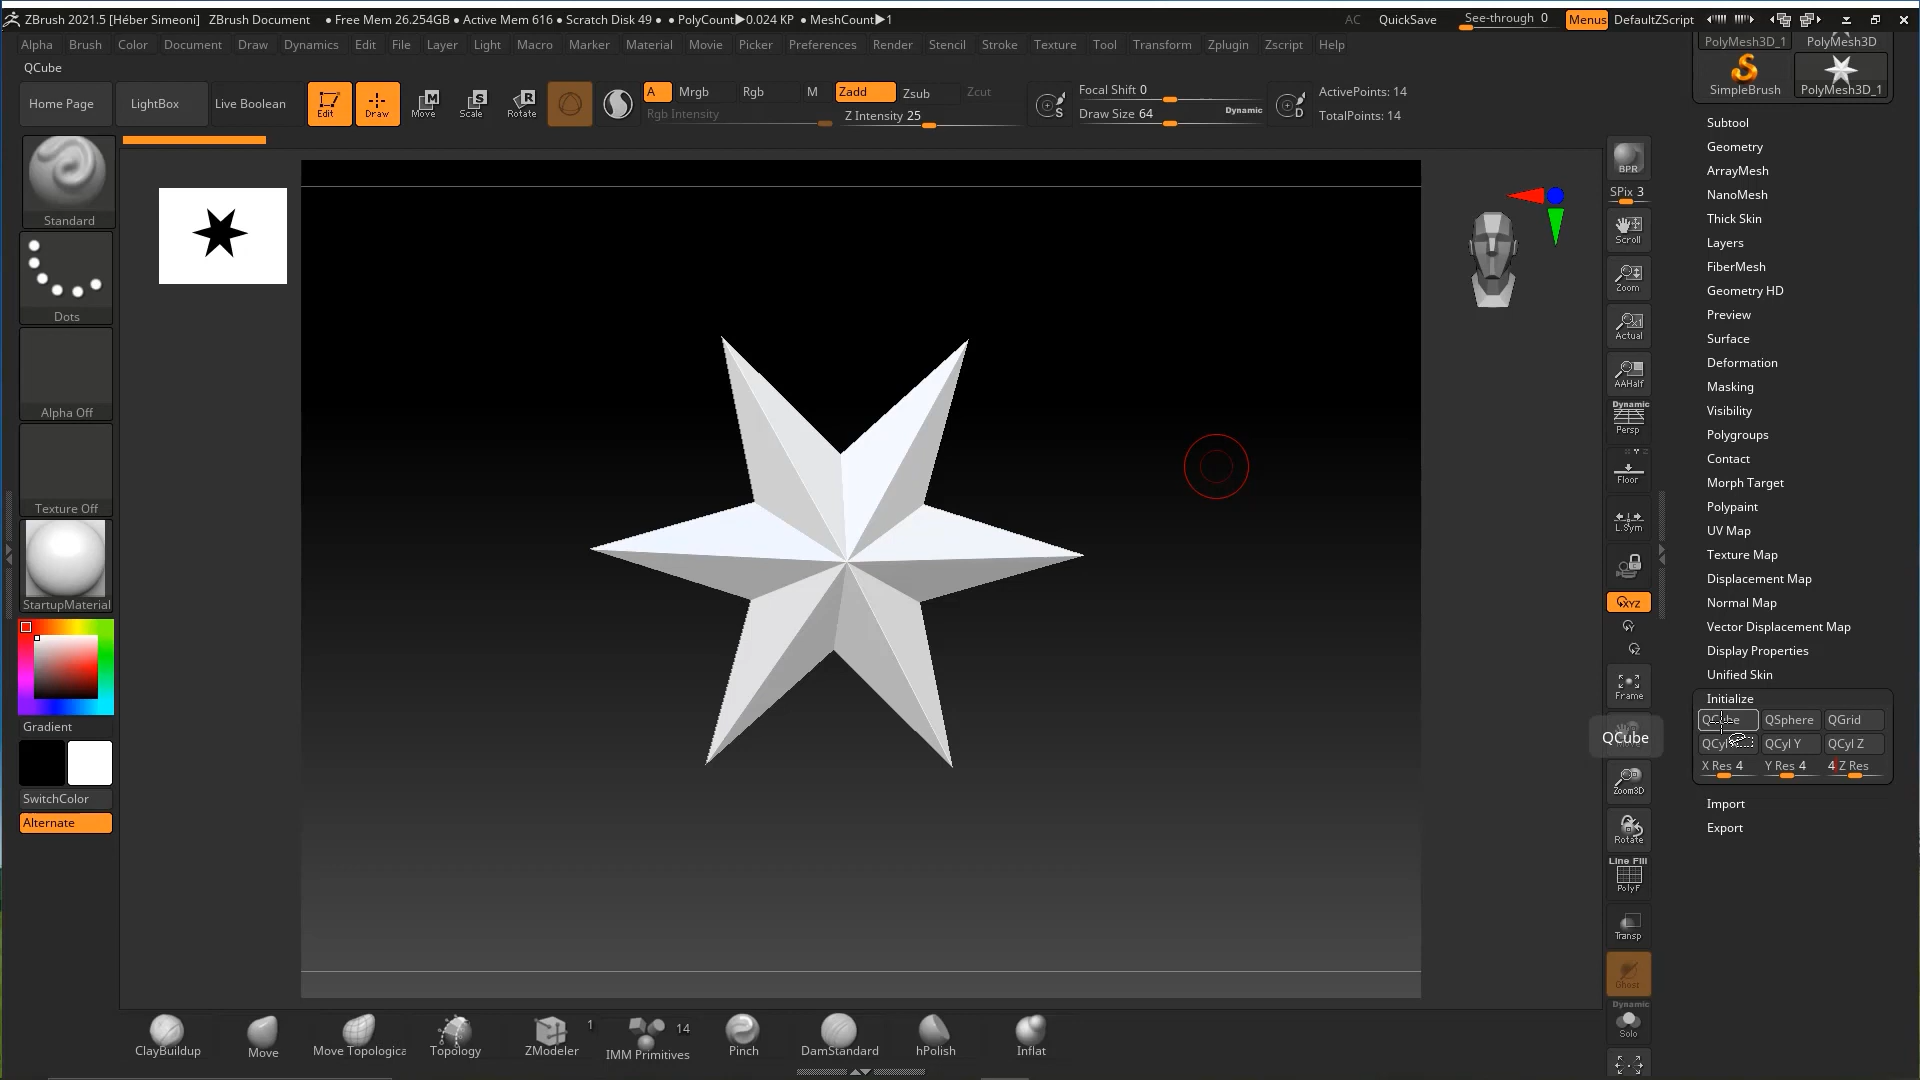 ZBrush 2021.5 [Héber Simeoni] ZBrush Document • Free Mem 26.254GB • Active Mem 616 • Scratch Disk 49 • • PolyCount▶0.024 KP • MeshCount▶1 AC QuickSave See-through 0 Menus DefaultZScript
Alpha Brush Color Document Draw Dynamics Edit File Layer Light Macro Marker Material Movie Picker Preferences Render Stencil Stroke Texture Tool Transform Zplugin Zscript Help
QCube
Home Page LightBox Live Boolean Edit Draw Move Scale Rotate
A Mrgb Rgb M Zadd Zsub Zcut
Rgb Intensity Z Intensity 25
S Focal Shift 0
Draw Size 64 Dynamic D
ActivePoints: 14
TotalPoints: 14
Standard
Dots
Alpha Off
Texture Off
StartupMaterial
Gradient
SwitchColor
Alternate
BPR
SPix 3
Scroll
Zoom
Actual
AAHalf
Dynamic
Persp
Floor
L.Sym
XYZ
Frame
QCube
Zoom3D
Rotate
Line Fill
PolyF
Transp
Ghost
Dynamic
Solo
PolyMesh3D_1 PolyMesh3D
SimpleBrush PolyMesh3D_1
Subtool
Geometry
ArrayMesh
NanoMesh
Thick Skin
Layers
FiberMesh
Geometry HD
Preview
Surface
Deformation
Masking
Visibility
Polygroups
Contact
Morph Target
Polypaint
UV Map
Texture Map
Displacement Map
Normal Map
Vector Displacement Map
Display Properties
Unified Skin
Initialize
QCube QSphere QGrid
QCyl QCyl Y QCyl Z
X Res 4 Y Res 4 4 Z Res
Import
Export
ClayBuildup Move Move Topologica Topology ZModeler 1 IMM Primitives 14 Pinch DamStandard hPolish Inflat